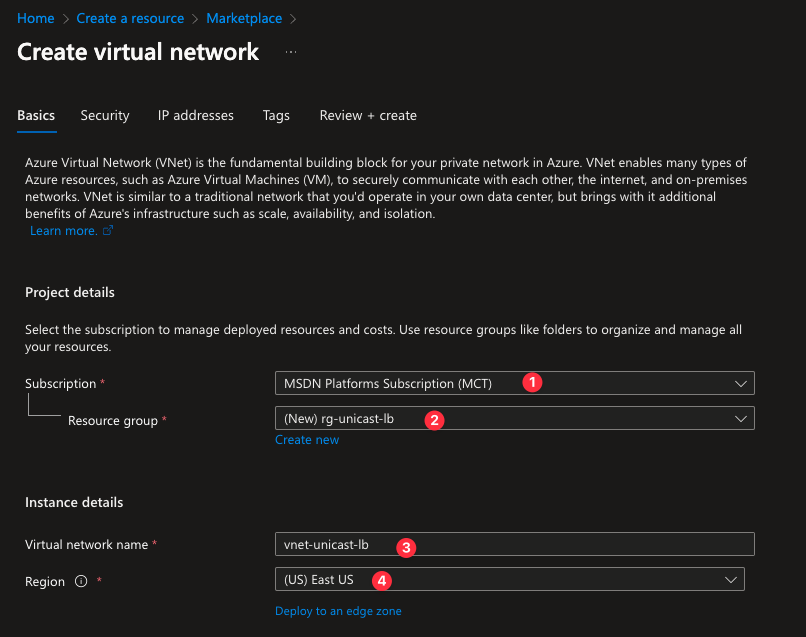 Home > Create a resource > Marketplace >
Create virtual network ...
Basics Security IP addresses Tags Review + create
Azure Virtual Network (VNet) is the fundamental building block for your private network in Azure. VNet enables many types of
Azure resources, such as Azure Virtual Machines (VM), to securely communicate with each other, the internet, and on-premises
networks. VNet is similar to a traditional network that you'd operate in your own data center, but brings with it additional
benefits of Azure's infrastructure such as scale, availability, and isolation.
Learn more.
Project details
Select the subscription to manage deployed resources and costs. Use resource groups like folders to organize and manage all
your resources.
Subscription * MSDN Platforms Subscription (MCT) 1
Resource group * (New) rg-unicast-lb 2
Create new
Instance details
Virtual network name * vnet-unicast-lb 3
Region * (US) East US 4
Deploy to an edge zone